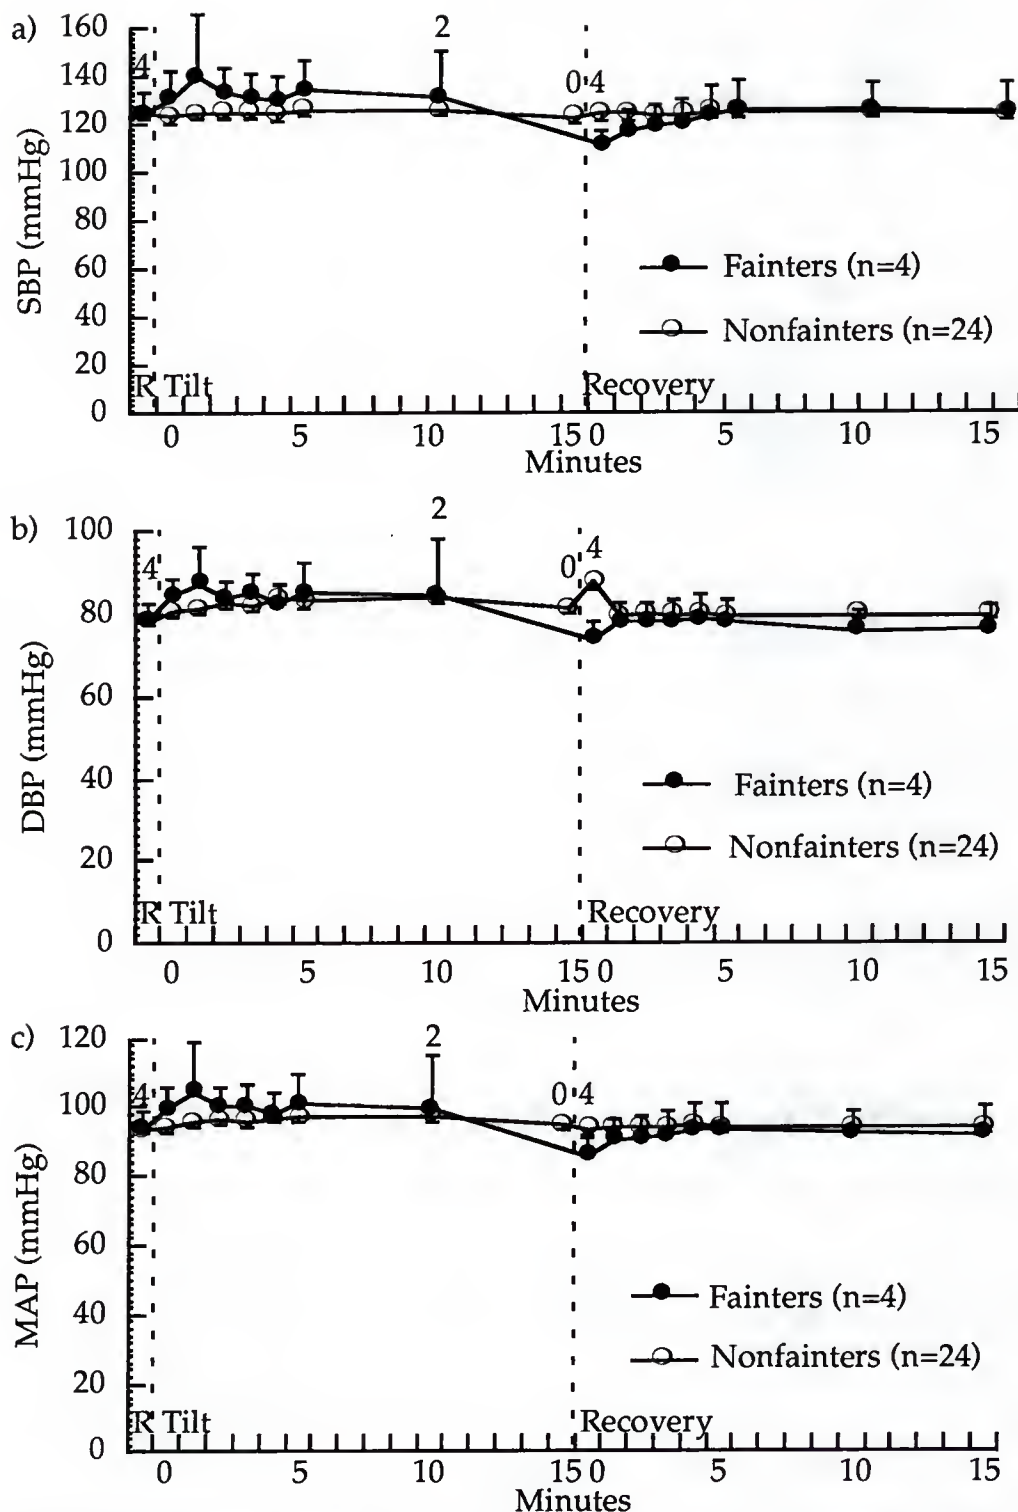 a)
160
140
120
100
80
60
40
20
0
SBP (mmHg)
4
2
0 4
Fainters (n=4)
Nonfainters (n=24)
R Tilt
Recovery
0 5 10 15 0 5 10 15
Minutes
b)
100
80
60
40
20
0
DBP (mmHg)
4
2
0 4
Fainters (n=4)
Nonfainters (n=24)
R Tilt
Recovery
0 5 10 15 0 5 10 15
Minutes
c)
120
100
80
60
40
20
0
MAP (mmHg)
4
2
0 4
Fainters (n=4)
Nonfainters (n=24)
R Tilt
Recovery
0 5 10 15 0 5 10 15
Minutes